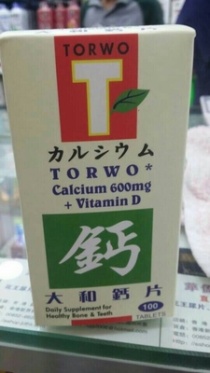 TORWO
T
カルシウム
TORWO*
Calcium 600mg
+ Vitamin D
鈣
大和鈣片
Daily Supplement for
Healthy Bone & Teeth
100
TABLETS